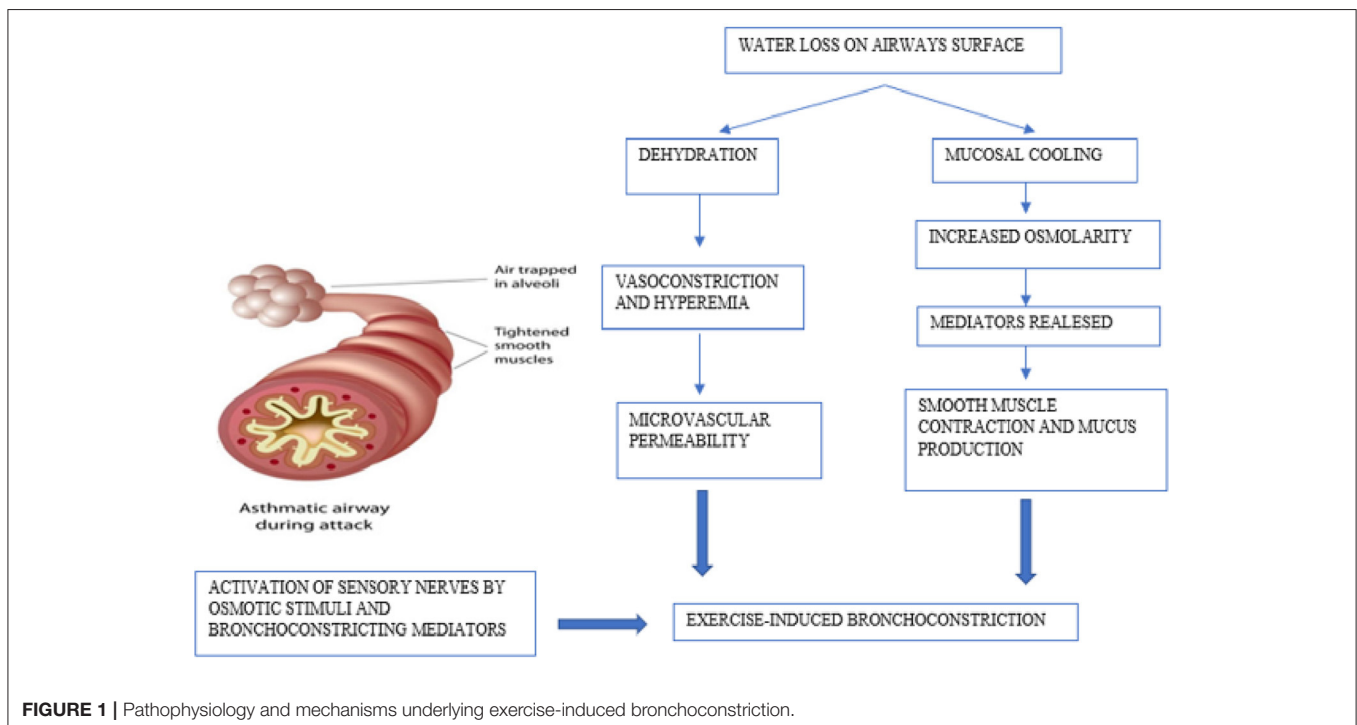 WATER LOSS ON AIRWAYS SURFACE
DEHYDRATION
MUCOSAL COOLING
INCREASED OSMOLARITY
Air trapped
in alveoli
VASOCONSTRICTION
AND HYPEREMIA
MEDIATORS REALESED
Tightened
smooth
muscles
MICROVASCULAR
PERMEABILITY
SMOOTH MUSCLE
CONTRACTION AND MUCUS
PRODUCTION
Asthmatic airway
during attack
ACTIVATION OF SENSORY NERVES BY
OSMOTIC STIMULI AND
BRONCHOCONSTRICTING MEDIATORS
EXERCISE-INDUCED BRONCHOCONSTRICTION
FIGURE 1 | Pathophysiology and mechanisms underlying exercise-induced bronchoconstriction.